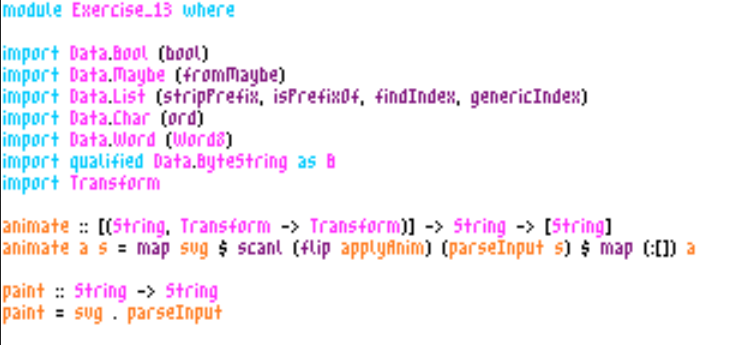 module Exercise_13 where
import Data.Bool (bool)
import Data.Maybe (fromMaybe)
import Data.List (stripPrefix, isPrefixOf, findIndex, genericIndex)
import Data.Char (ord)
import Data.Word (Word8)
import qualified Data.ByteString as B
import Transform
animate :: [(String, Transform -> Transform)] -> String -> [String]
animate a s = map svg $ scanl (flip applyAnim) (parseInput s) $ map (:[]) a
paint :: String -> String
paint = svg . parseInput